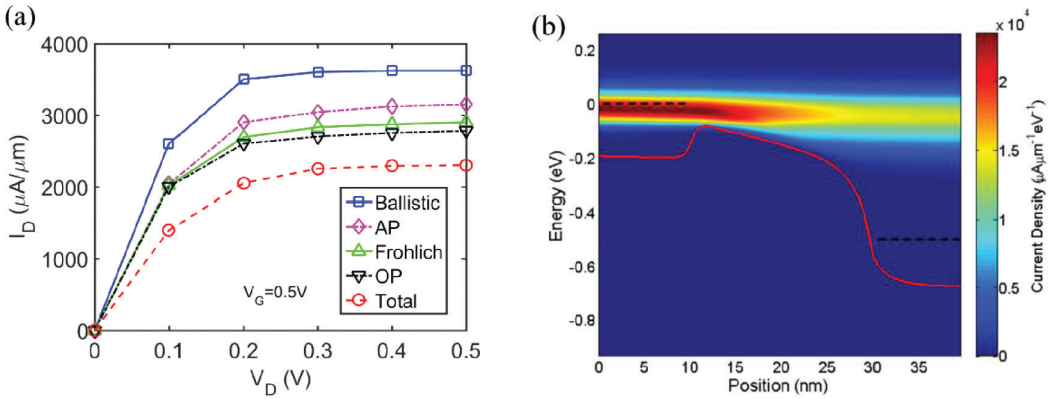 (a)
I_D (μA/μm)
4000
3000
2000
1000
0
0
0.1
0.2
0.3
0.4
0.5
V_D (V)
V_G=0.5V
Ballistic
AP
Frohlich
OP
Total
(b)
Energy (eV)
0.2
0
-0.2
-0.4
-0.6
-0.8
0
5
10
15
20
25
30
35
Position (nm)
x 10^4
2
1.5
1
0.5
0
Current Density (μAμm⁻¹eV⁻¹)